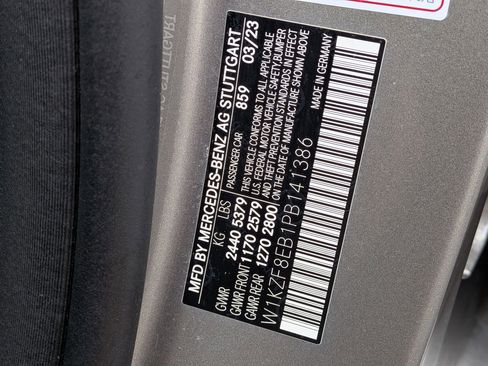 MFD BY MERCEDES-BENZ AG STUTTGART
KG LBS PASSENGER CAR 859 03/23
GVWR 2440 5379 THIS VEHICLE CONFORMS TO ALL APPLICABLE
GAWR FRONT 1170 2579 U.S. FEDERAL MOTOR VEHICLE SAFETY,BUMPER
GAWR REAR 1270 2800 AND THEFT PREVENTION STANDARDS IN EFFECT
ON THE DATE OF MANUFACTURE SHOWN ABOVE
W1KZF8EB1PB141386 MADE IN GERMANY